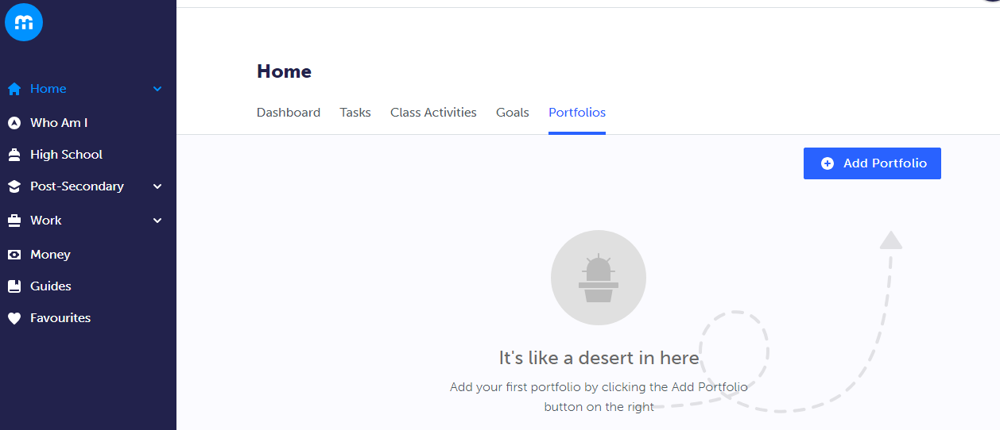 Home
Who Am I
High School
Post-Secondary
Work
Money
Guides
Favourites
Home
Dashboard Tasks Class Activities Goals Portfolios
Add Portfolio
It's like a desert in here
Add your first portfolio by clicking the Add Portfolio
button on the right